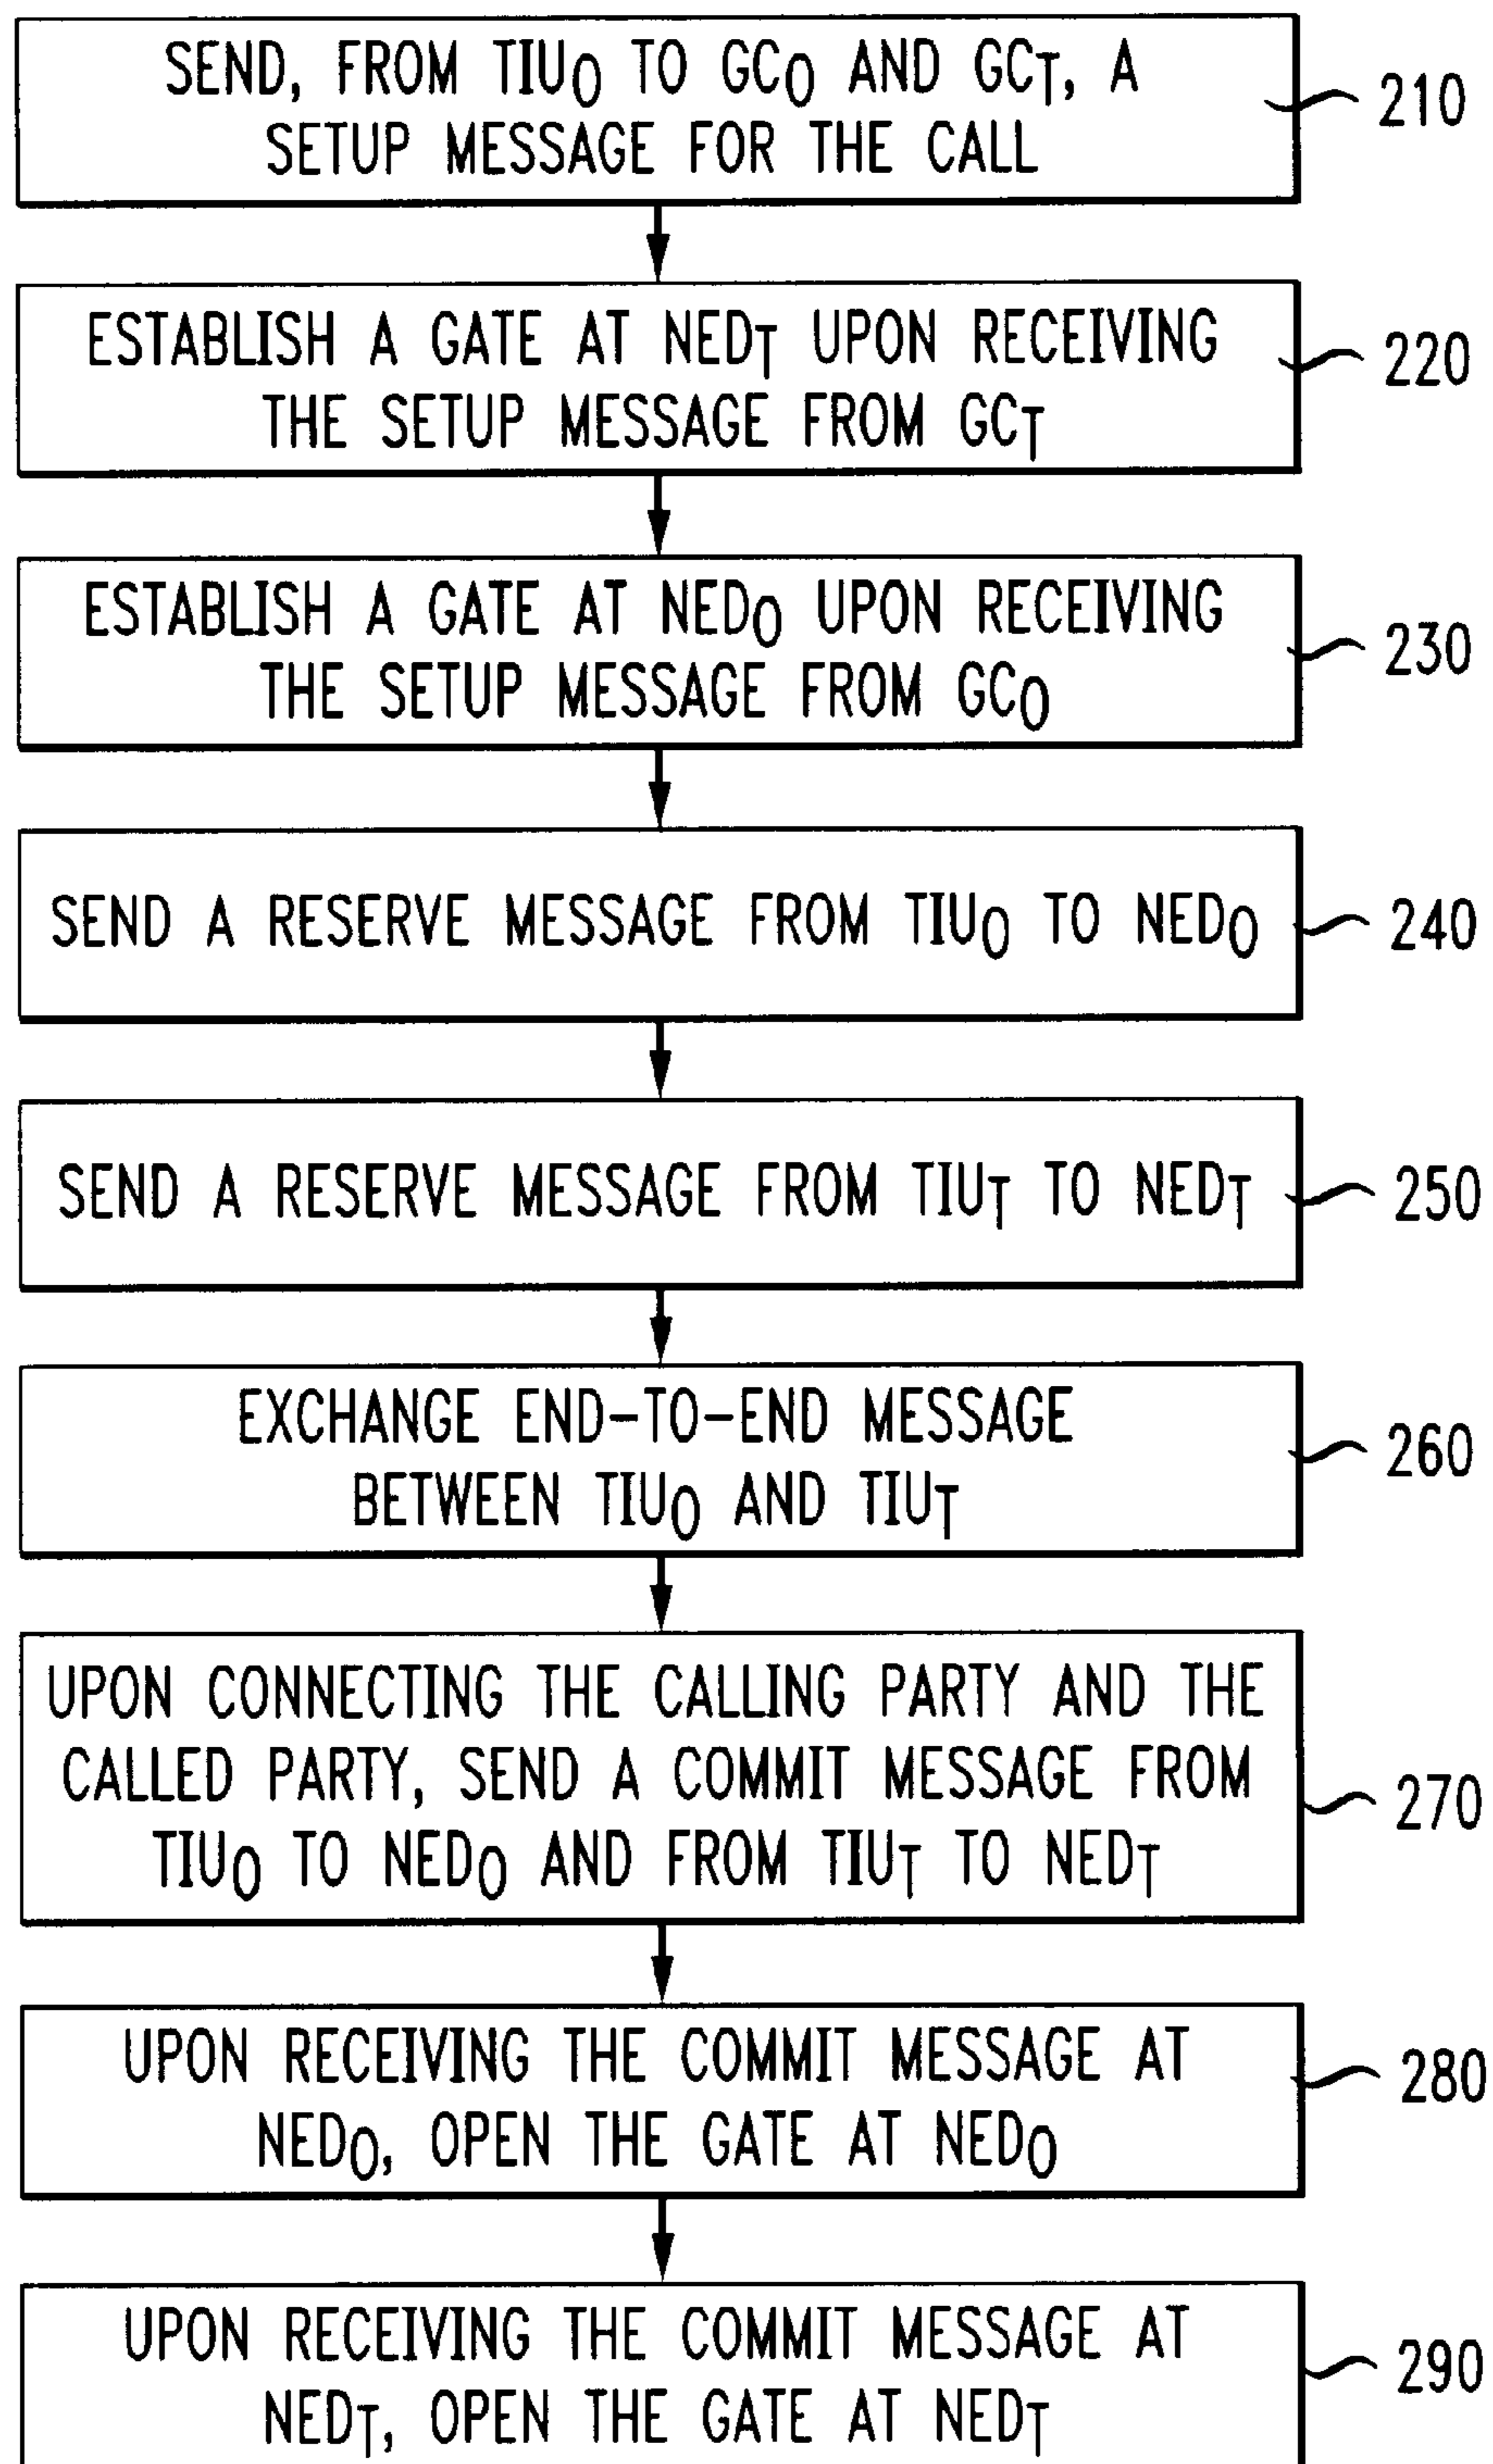 SEND, FROM TIU₀ TO GC₀ AND GCT, A
SETUP MESSAGE FOR THE CALL
210
ESTABLISH A GATE AT NEDT UPON RECEIVING
THE SETUP MESSAGE FROM GCT
220
ESTABLISH A GATE AT NEDO UPON RECEIVING
THE SETUP MESSAGE FROM GCO
230
SEND A RESERVE MESSAGE FROM TIUO TO NEDO
240
SEND A RESERVE MESSAGE FROM TIUT TO NEDT
250
EXCHANGE END-TO-END MESSAGE
BETWEEN TIUO AND TIUT
260
UPON CONNECTING THE CALLING PARTY AND THE
CALLED PARTY, SEND A COMMIT MESSAGE FROM
TIUO TO NEDO AND FROM TIUT TO NEDT
270
UPON RECEIVING THE COMMIT MESSAGE AT
NEDO, OPEN THE GATE AT NEDO
280
UPON RECEIVING THE COMMIT MESSAGE AT
NEDT, OPEN THE GATE AT NEDT
290